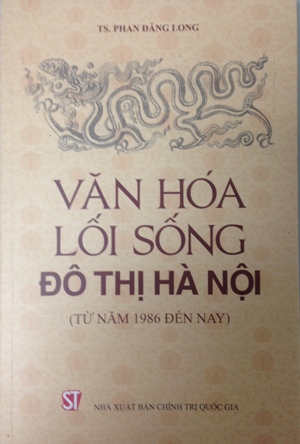 TS. PHAN ĐĂNG LONG
VĂN HÓA
LỐI SỐNG
ĐÔ THỊ HÀ NỘI
(TỪ NĂM 1986 ĐẾN NAY)
ST
NHÀ XUẤT BẢN CHÍNH TRỊ QUỐC GIA